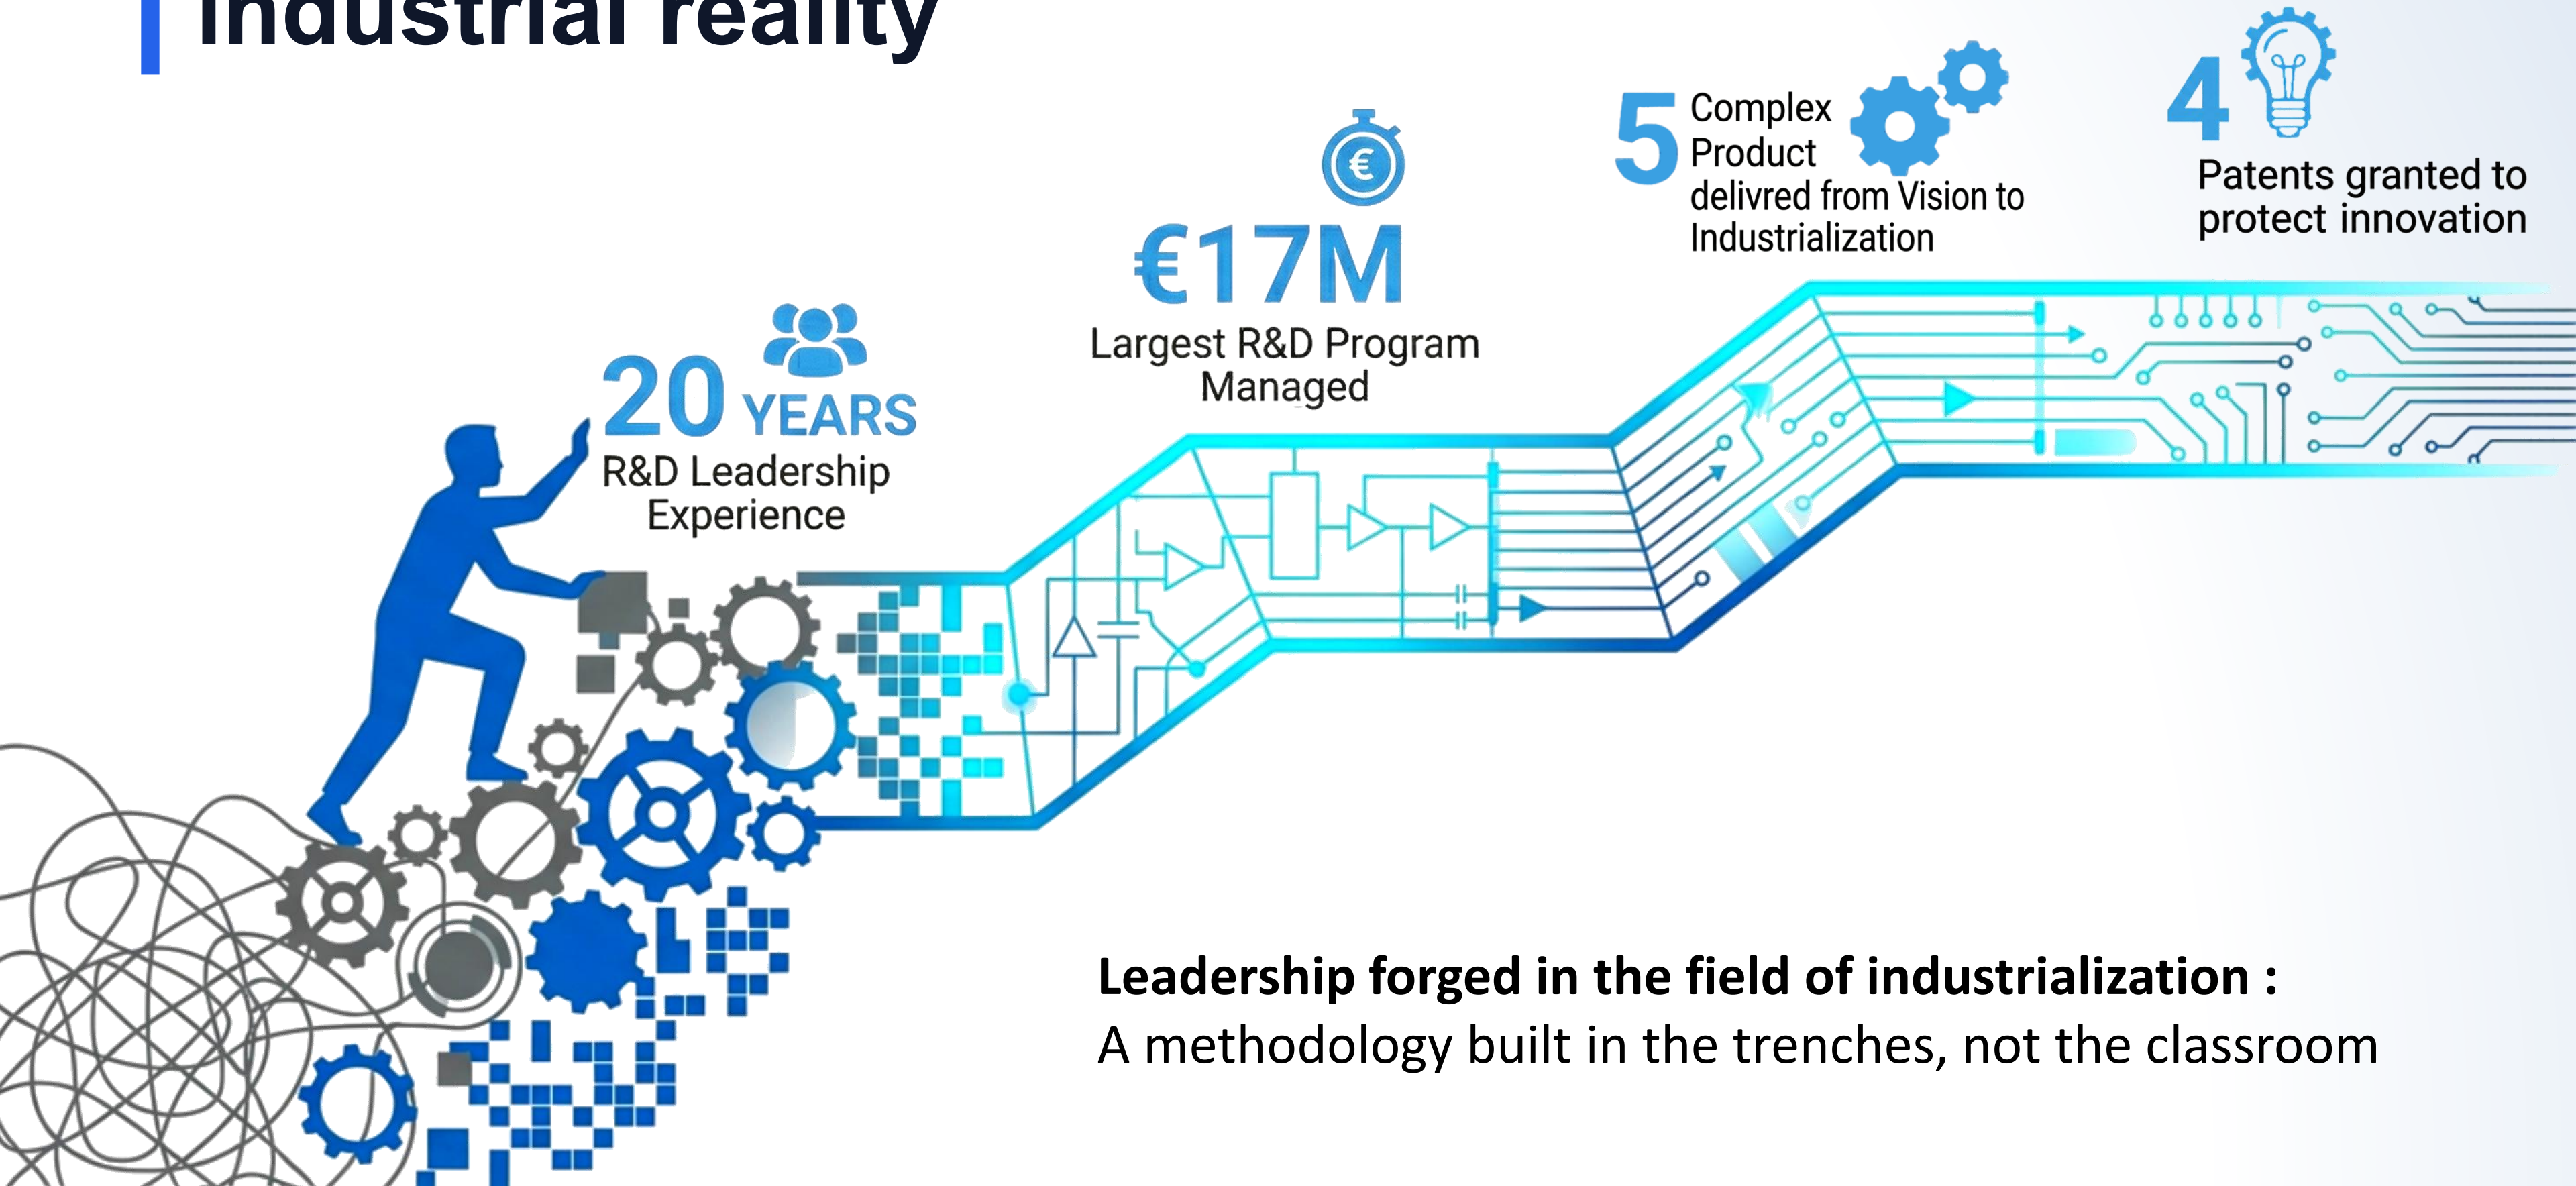 industrial reality
20 YEARS
R&D Leadership
Experience
€
€17M
Largest R&D Program
Managed
5 Complex
Product
delivred from Vision to
Industrialization
4
Patents granted to
protect innovation
Leadership forged in the field of industrialization :
A methodology built in the trenches, not the classroom